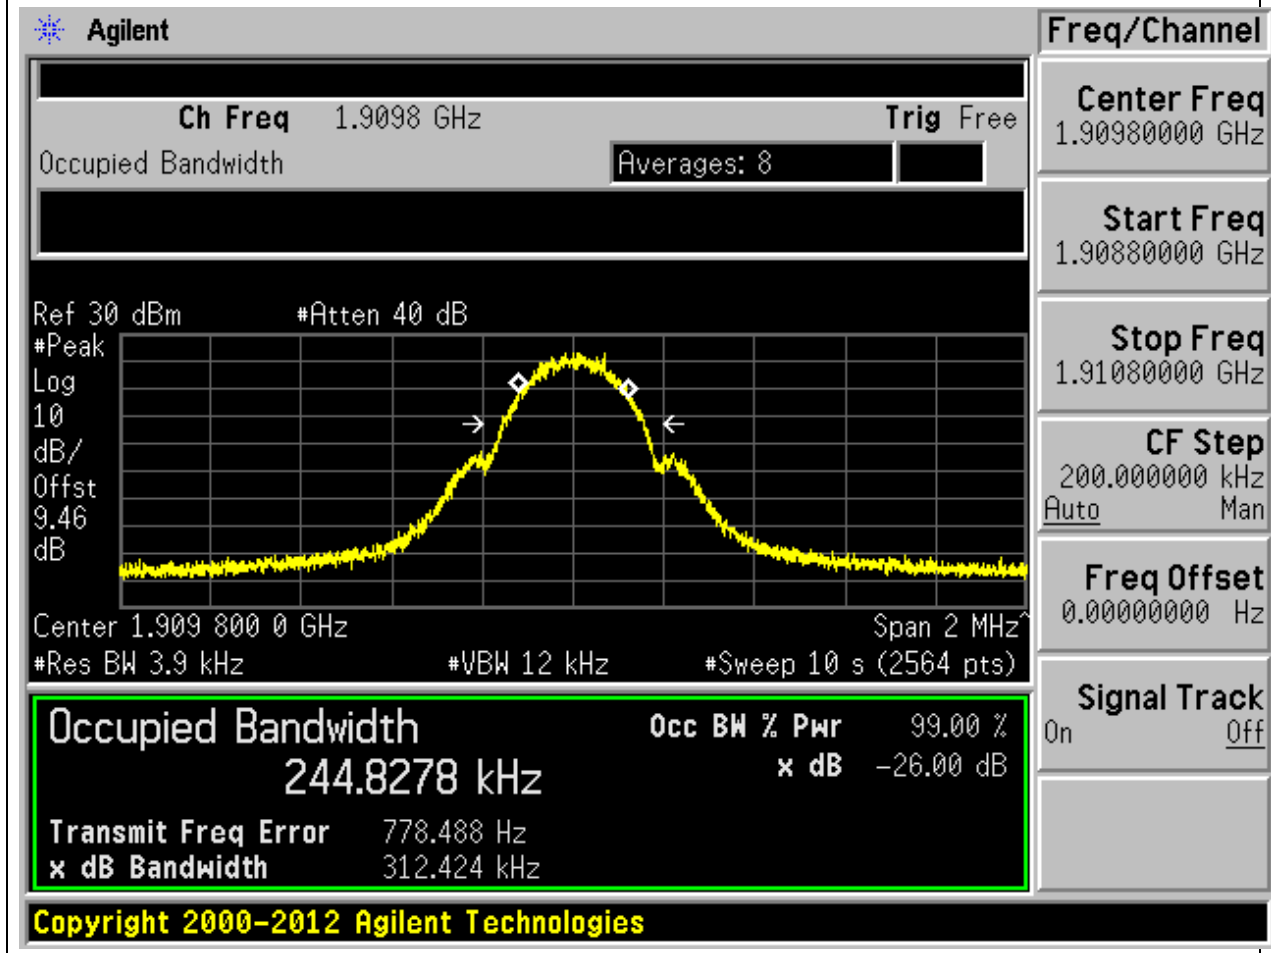 Agilent
Freq/Channel
Ch Freq 1.9098 GHz Trig Free
Occupied Bandwidth Averages: 8
Ref 30 dBm #Atten 40 dB
#Peak
Log
10
dB/
Offst
9.46
dB
Center 1.909 800 0 GHz Span 2 MHz^
#Res BW 3.9 kHz #VBW 12 kHz #Sweep 10 s (2564 pts)
Occupied Bandwidth Occ BW % Pwr 99.00 %
244.8278 kHz x dB -26.00 dB
Transmit Freq Error 778.488 Hz
x dB Bandwidth 312.424 kHz
Center Freq
1.90980000 GHz
Start Freq
1.90880000 GHz
Stop Freq
1.91080000 GHz
CF Step
200.000000 kHz
Auto Man
Freq Offset
0.00000000 Hz
Signal Track
On Off
Copyright 2000-2012 Agilent Technologies